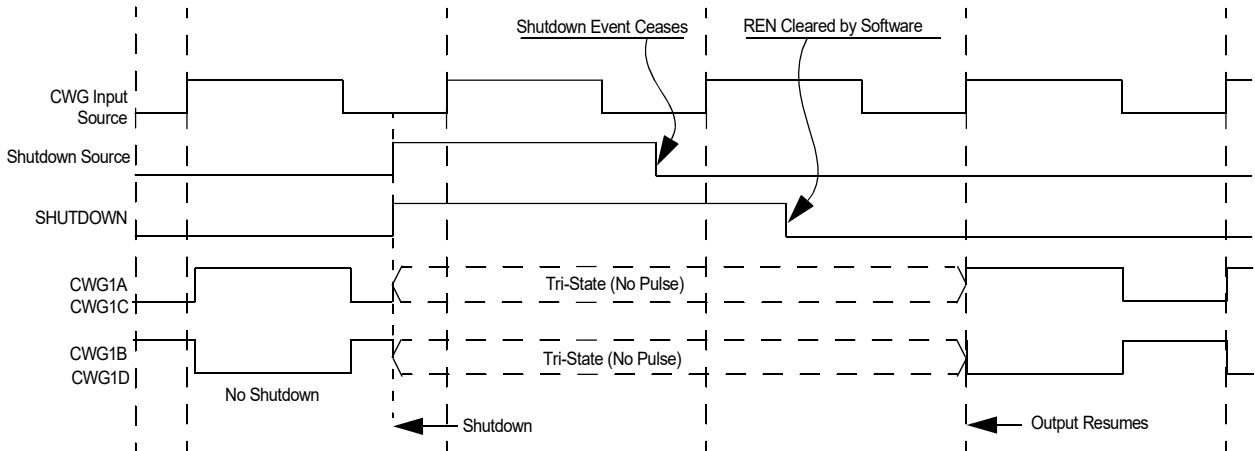 Shutdown Event Ceases
REN Cleared by Software
CWG Input
Source
Shutdown Source
SHUTDOWN
CWG1A
CWG1C
Tri-State (No Pulse)
CWG1B
CWG1D
Tri-State (No Pulse)
No Shutdown
Shutdown
Output Resumes